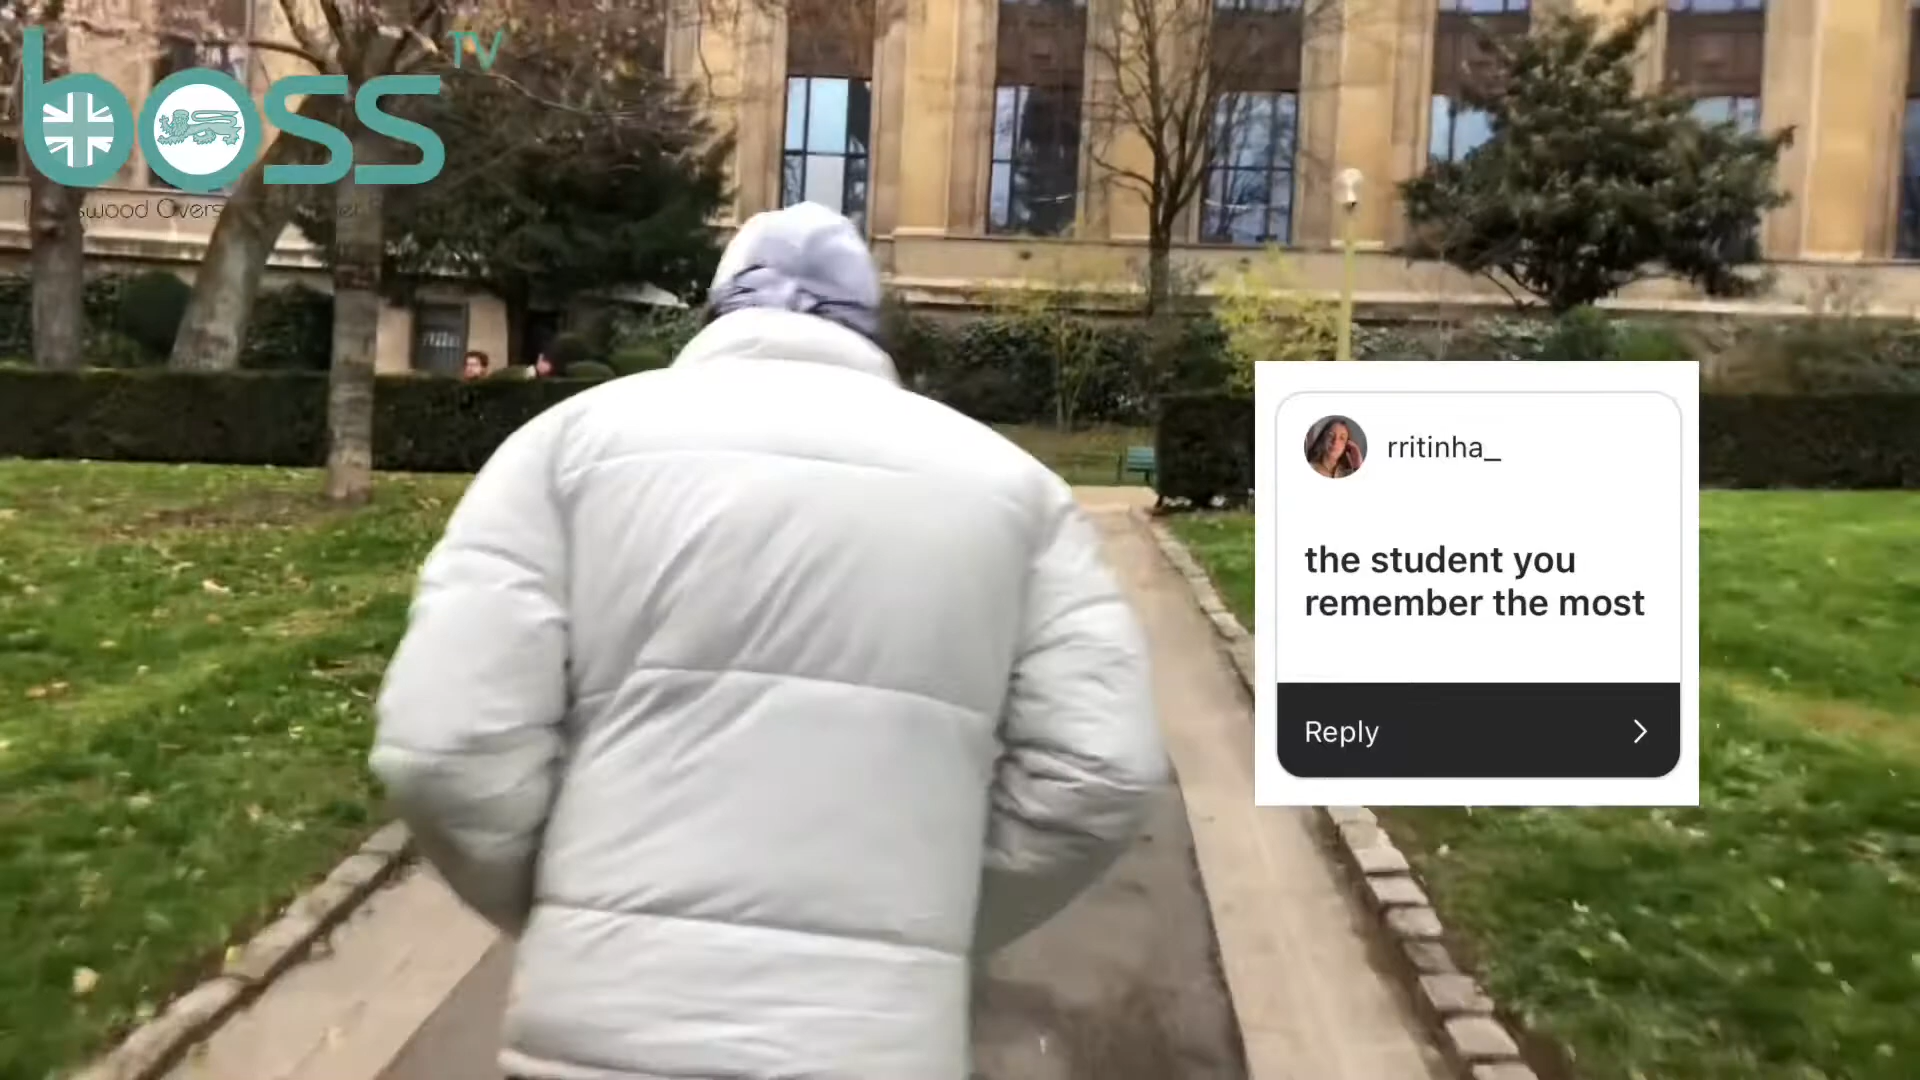 boss TV
rritinha_
the student you
remember the most
Reply